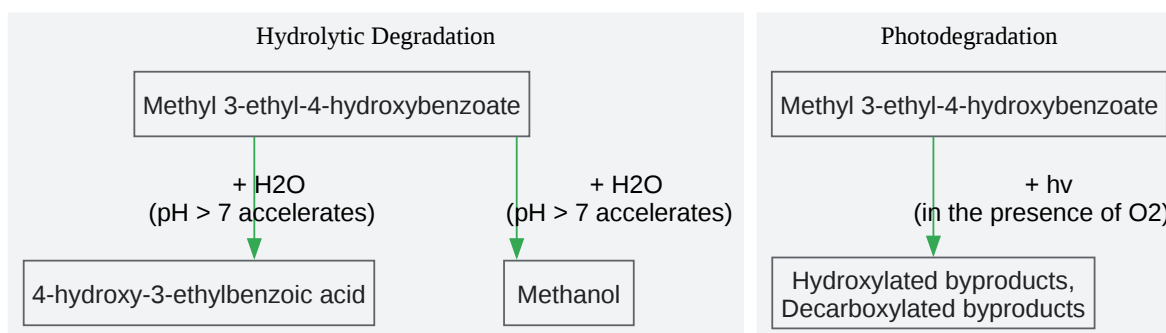 Hydrolytic Degradation
Methyl 3-ethyl-4-hydroxybenzoate
+ H2O
(pH > 7 accelerates)
+ H2O
(pH > 7 accelerates)
4-hydroxy-3-ethylbenzoic acid
Methanol
Photodegradation
Methyl 3-ethyl-4-hydroxybenzoate
+ hv
(in the presence of O2)
Hydroxylated byproducts,
Decarboxylated byproducts